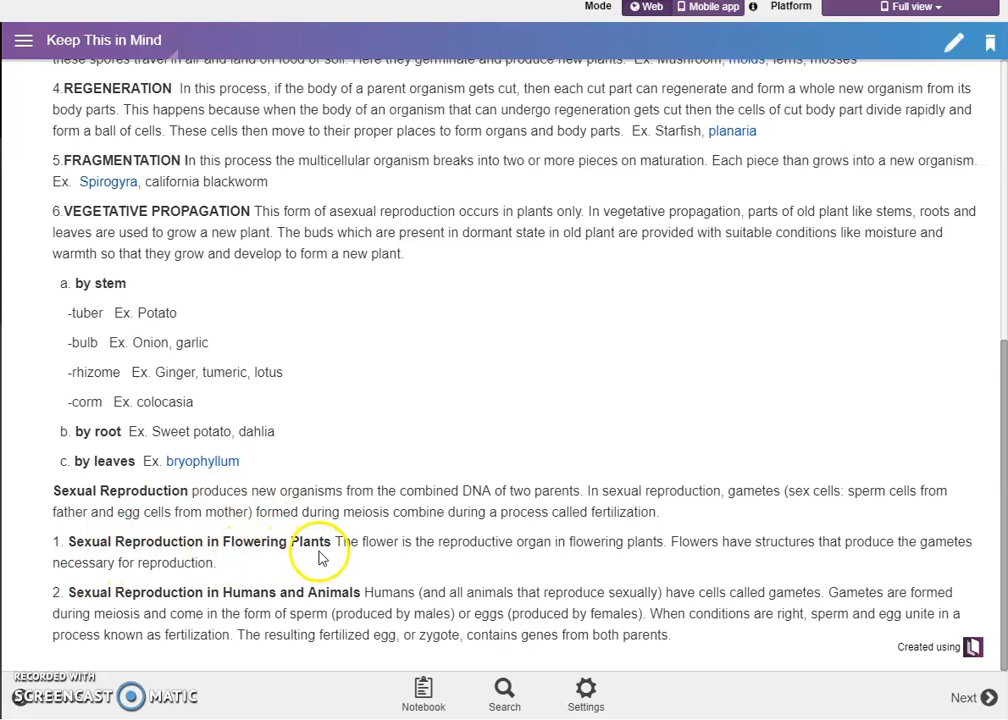 Mode Web Mobile app Platform Full view
Keep This in Mind
these spores travel in air and land on food or soil. Here they germinate and produce new plants. Ex. Mushroom, molds, ferns, mosses
4.REGENERATION In this process, if the body of a parent organism gets cut, then each cut part can regenerate and form a whole new organism from its
body parts. This happens because when the body of an organism that can undergo regeneration gets cut then the cells of cut body part divide rapidly and
form a ball of cells. These cells then move to their proper places to form organs and body parts. Ex. Starfish, planaria
5.FRAGMENTATION In this process the multicellular organism breaks into two or more pieces on maturation. Each piece than grows into a new organism.
Ex. Spirogyra, california blackworm
6.VEGETATIVE PROPAGATION This form of asexual reproduction occurs in plants only. In vegetative propagation, parts of old plant like stems, roots and
leaves are used to grow a new plant. The buds which are present in dormant state in old plant are provided with suitable conditions like moisture and
warmth so that they grow and develop to form a new plant.
a. by stem
-tuber Ex. Potato
-bulb Ex. Onion, garlic
-rhizome Ex. Ginger, tumeric, lotus
-corm Ex. colocasia
b. by root Ex. Sweet potato, dahlia
c. by leaves Ex. bryophyllum
Sexual Reproduction produces new organisms from the combined DNA of two parents. In sexual reproduction, gametes (sex cells: sperm cells from
father and egg cells from mother) formed during meiosis combine during a process called fertilization.
1. Sexual Reproduction in Flowering Plants The flower is the reproductive organ in flowering plants. Flowers have structures that produce the gametes
necessary for reproduction.
2. Sexual Reproduction in Humans and Animals Humans (and all animals that reproduce sexually) have cells called gametes. Gametes are formed
during meiosis and come in the form of sperm (produced by males) or eggs (produced by females). When conditions are right, sperm and egg unite in a
process known as fertilization. The resulting fertilized egg, or zygote, contains genes from both parents.
Created using
RECORDED WITH
SCREENCAST MATIC
Notebook Search Settings Next